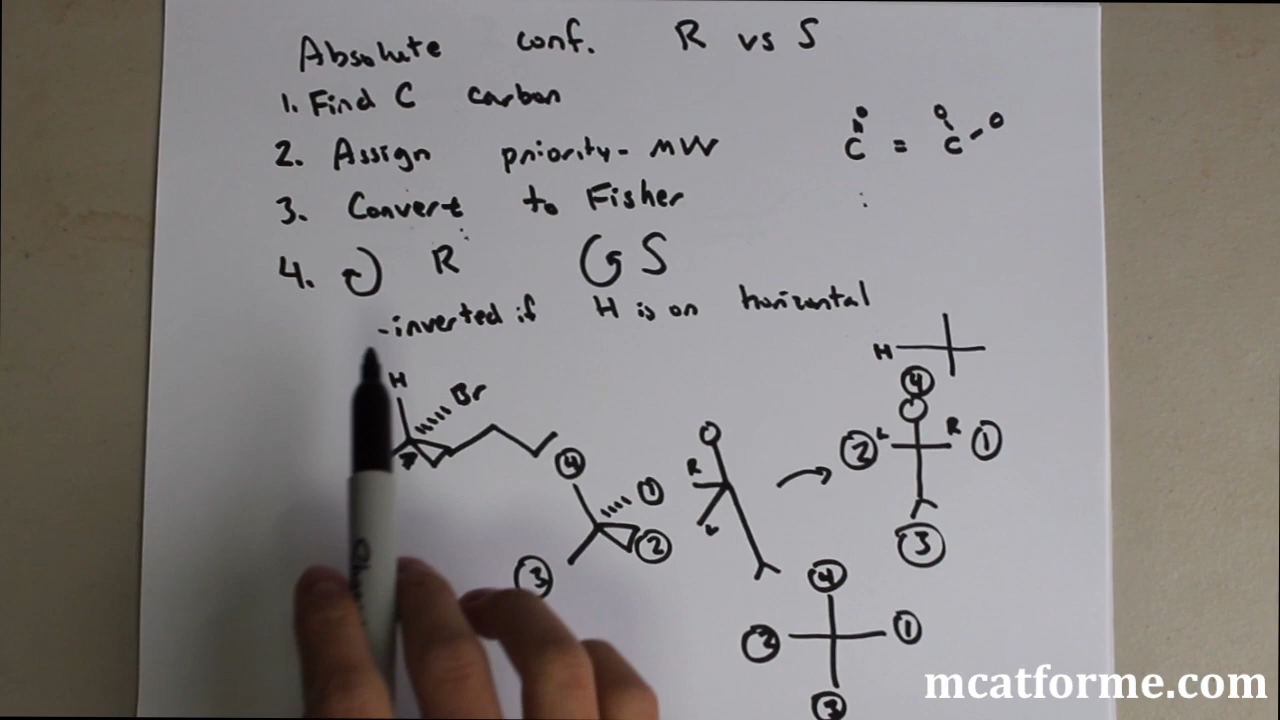 Absolute conf. R vs S
1. Find C carbon
2. Assign priority - MW
3. Convert to Fisher
4. R S
- inverted if H is on horizontal
O O O
C = C
H
H Br
4
2 L R 1
4
R
1
L
2
3
3
4
2 1
3
mcatforme.com